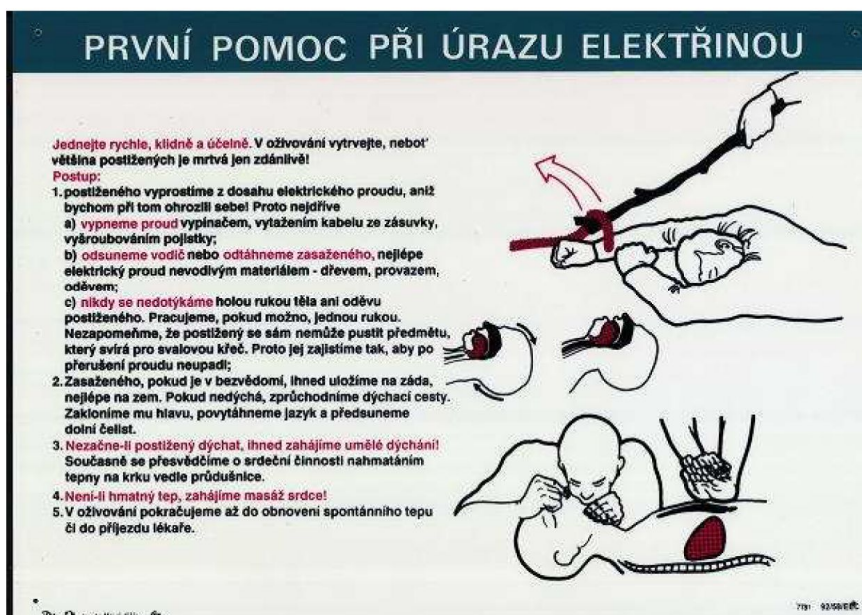 PRVNÍ POMOC PŘI ÚRAZU ELEKTŘINOU
Jednejte rychle, klidně a účelně. V oživování vytrvejte, neboť
většina postižených je mrtvá jen zdánlivě!
Postup:
1. postiženého vyprostíme z dosahu elektrického proudu, aniž
bychom při tom ohrozili sebe! Proto nejdříve
a) vypneme proud vypínačem, vytažením kabelu ze zásuvky,
vyšroubováním pojistky;
b) odsuneme vodič nebo odtáhneme zasaženého, nejlépe
elektrický proud nevodivým materiálem - dřevem, provazem,
oděvem;
c) nikdy se nedotýkáme holou rukou těla ani oděvu
postiženého. Pracujeme, pokud možno, jednou rukou.
Nezapomeňme, že postižený se sám nemůže pustit předmětu,
který svírá pro svalovou křeč. Proto jej zajistíme tak, aby po
přerušení proudu neupadl;
2. Zasaženého, pokud je v bezvědomí, ihned uložíme na záda,
nejlépe na zem. Pokud nedýchá, zprůchodníme dýchací cesty.
Zakloníme mu hlavu, povytáhneme jazyk a předsuneme
dolní čelist.
3. Nezačne-li postižený dýchat, ihned zahájíme umělé dýchání!
Současně se přesvědčíme o srdeční činnosti nahmatáním
tepny na krku vedle průdušnice.
4. Není-li hmatný tep, zahájíme masáž srdce!
5. V oživování pokračujeme až do obnovení spontánního tepu
či do příjezdu lékaře.